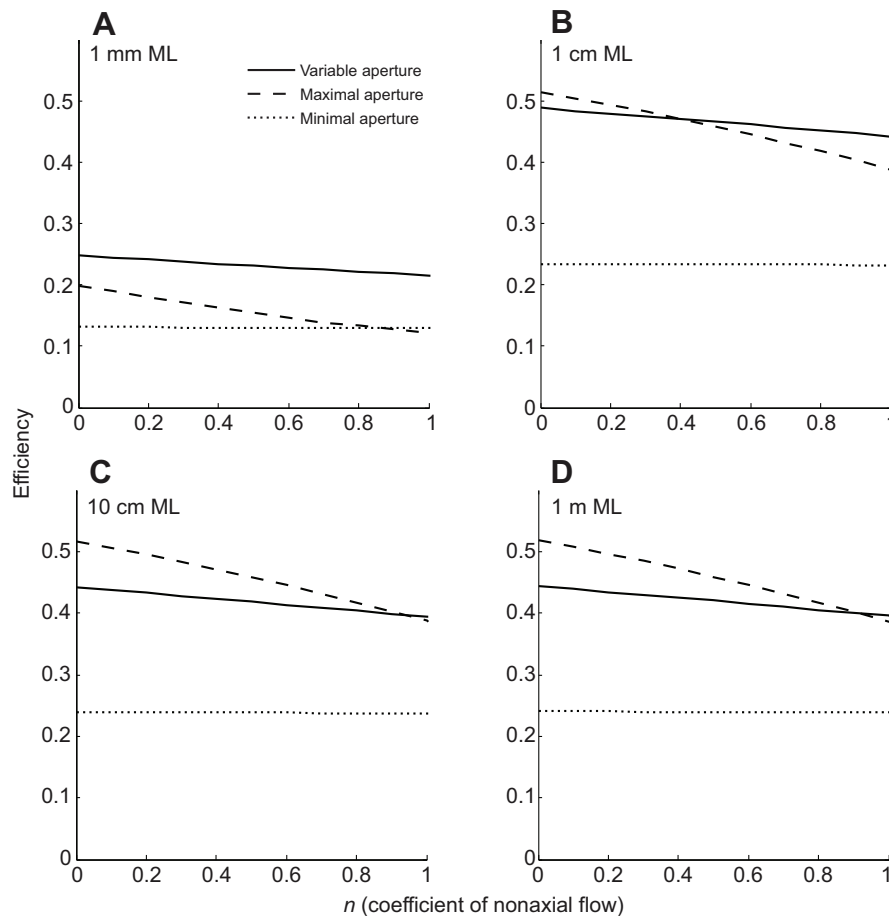 A
1 mm ML
Variable aperture
Maximal aperture
Minimal aperture
0.5
0.4
0.3
0.2
0.1
0
0 0.2 0.4 0.6 0.8 1
B
1 cm ML
0.5
0.4
0.3
0.2
0.1
0
0 0.2 0.4 0.6 0.8 1
Efficiency
C
10 cm ML
0.5
0.4
0.3
0.2
0.1
0
0 0.2 0.4 0.6 0.8 1
D
1 m ML
0.5
0.4
0.3
0.2
0.1
0
0 0.2 0.4 0.6 0.8 1
n (coefficient of nonaxial flow)